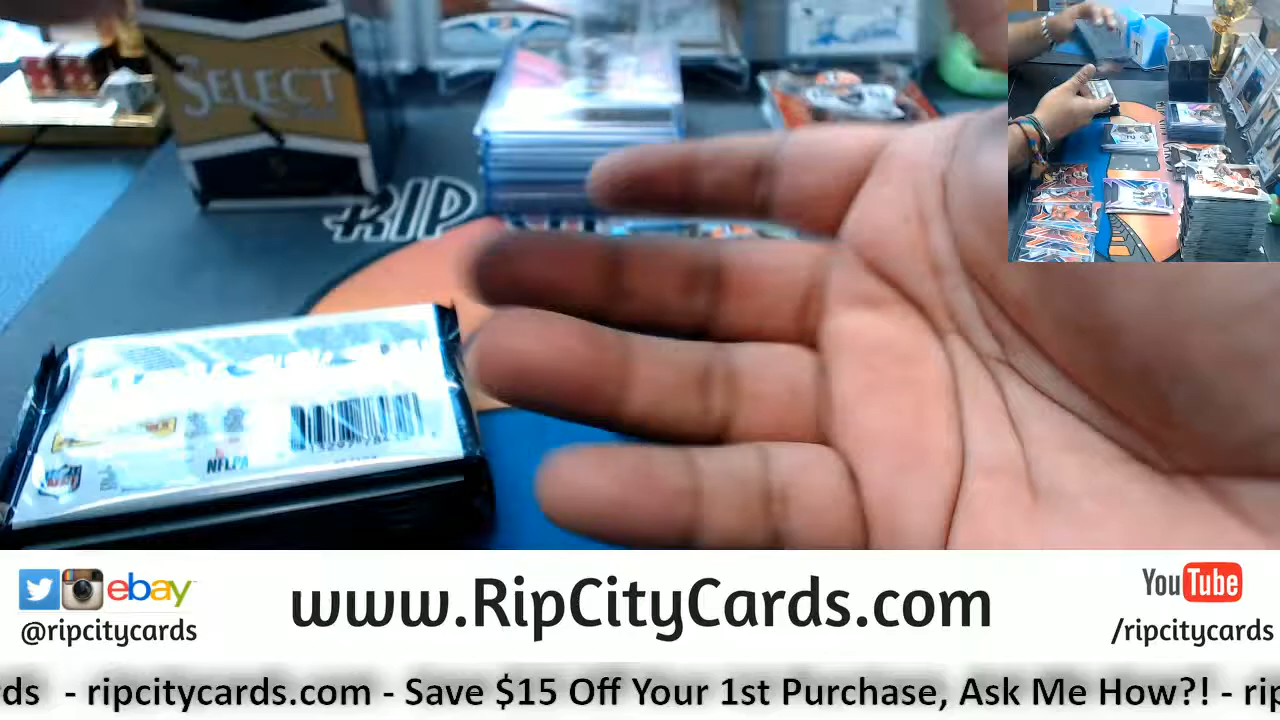 SELECT
RIP
NFLPA
ebay
@ripcitycards
www.RipCityCards.com
YouTube
/ripcitycards
ds - ripcitycards.com - Save $15 Off Your 1st Purchase, Ask Me How?! - rip